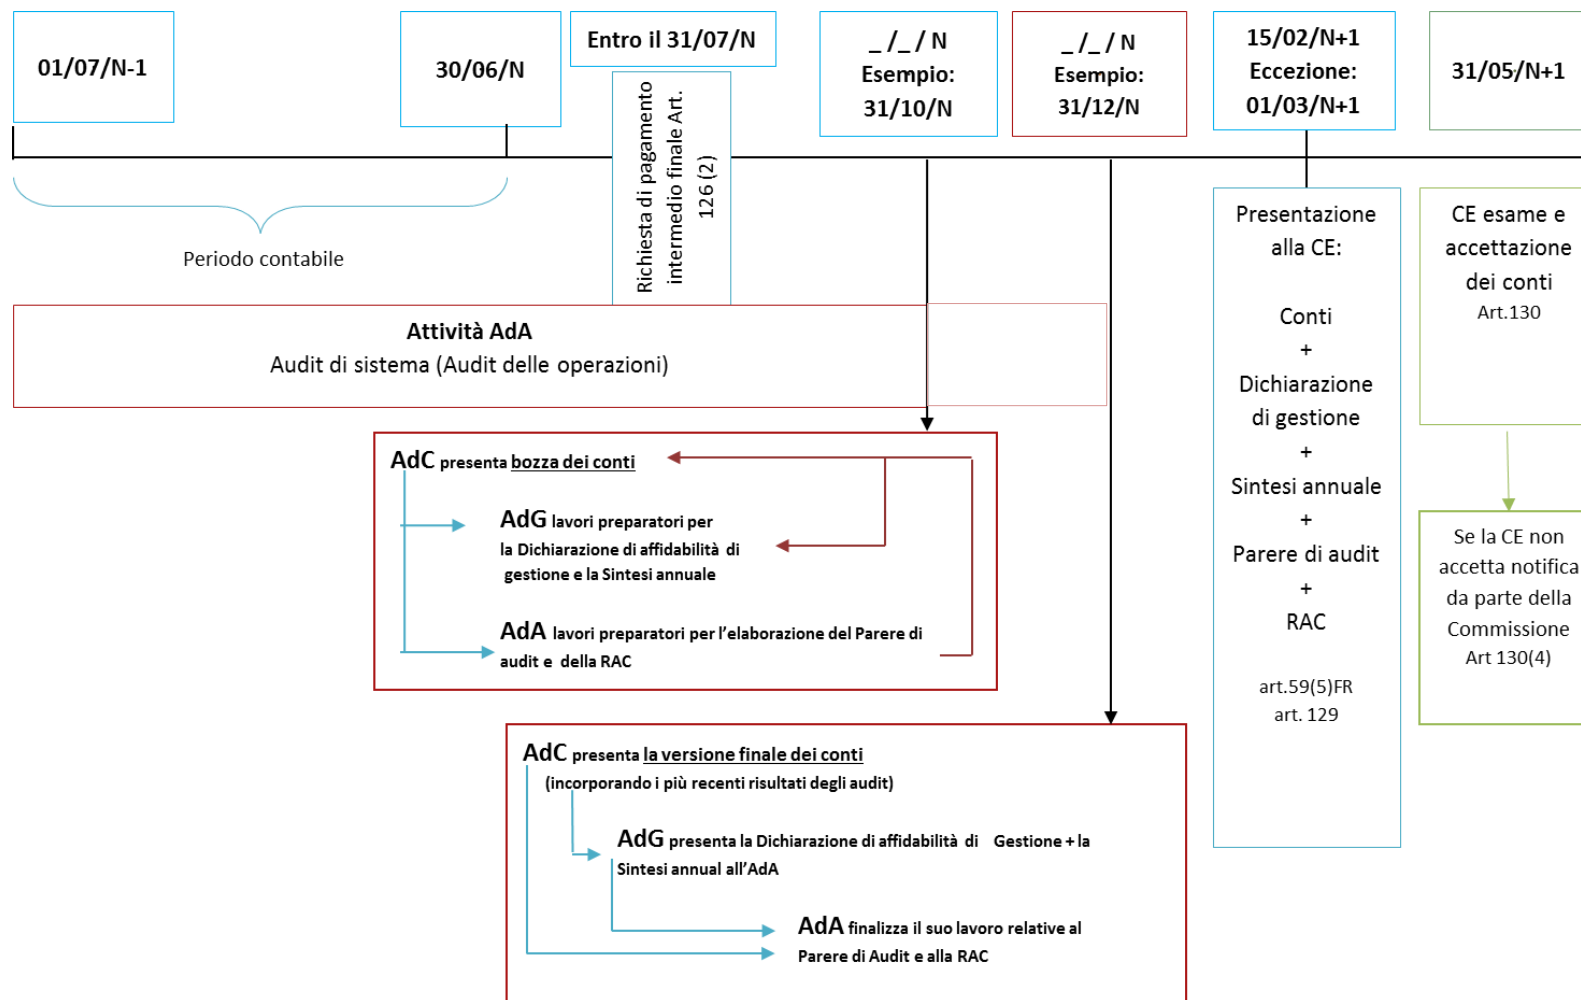 01/07/N-1
30/06/N
Entro il 31/07/N
_ /_ / N
Esempio:
31/10/N
_ /_ / N
Esempio:
31/12/N
15/02/N+1
Eccezione:
01/03/N+1
31/05/N+1
Richiesta di pagamento
intermedio finale Art.
126 (2)
Periodo contabile
Attività AdA
Audit di sistema (Audit delle operazioni)
AdC presenta bozza dei conti
AdG lavori preparatori per
la Dichiarazione di affidabilità di
gestione e la Sintesi annuale
AdA lavori preparatori per l'elaborazione del Parere di
audit e della RAC
AdC presenta la versione finale dei conti
(incorporando i più recenti risultati degli audit)
AdG presenta la Dichiarazione di affidabilità di Gestione + la
Sintesi annual all'AdA
AdA finalizza il suo lavoro relative al
Parere di Audit e alla RAC
Presentazione
alla CE:
Conti
+
Dichiarazione
di gestione
+
Sintesi annuale
+
Parere di audit
+
RAC
art.59(5)FR
art. 129
CE esame e
accettazione
dei conti
Art.130
Se la CE non
accetta notifica
da parte della
Commissione
Art 130(4)